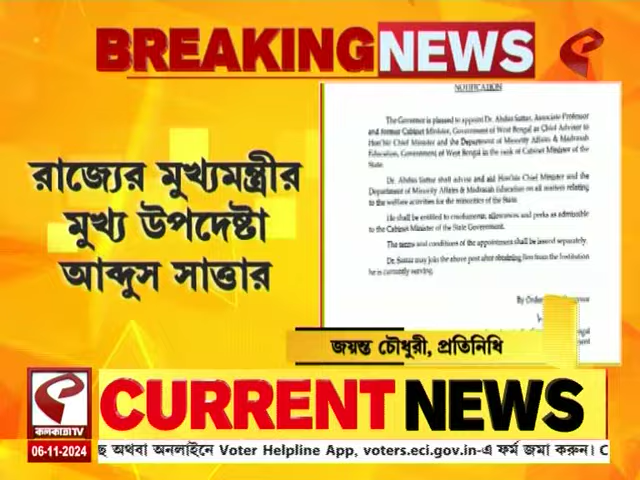 BREAKING NEWS
NOTIFICATION
The Governor is pleased to appoint Dr. Abdus Sattar, Associate Professor
and former Cabinet Minister, Government of West Bengal as Chief Adviser to
Hon'ble Chief Minister and the Department of Minority Affairs & Madrasah
Education, Government of West Bengal in the rank of Cabinet Minister of the
State.
Dr. Abdus Sattar shall advise and aid Hon'ble Chief Minister and the
Department of Minority Affairs & Madrasah Education on all matters relating
to the welfare activities for the minorities of the State.
He shall be entitled to emoluments, allowances and perks as admissible
to the Cabinet Minister of the State Government.
The terms and conditions of the appointment shall be issued separately.
Dr. Sattar may join the above post after obtaining lien from the Institution
he is currently serving.
By Order
রাজ্যের মুখ্যমন্ত্রীর
মুখ্য উপদেষ্টা
আব্দুস সাত্তার
জয়ন্ত চৌধুরী, প্রতিনিধি
কলকাতাTV
CURRENT NEWS
06-11-2024
ছে অথবা অনলাইনে Voter Helpline App, voters.eci.gov.in-এ ফর্ম জমা করুন। C